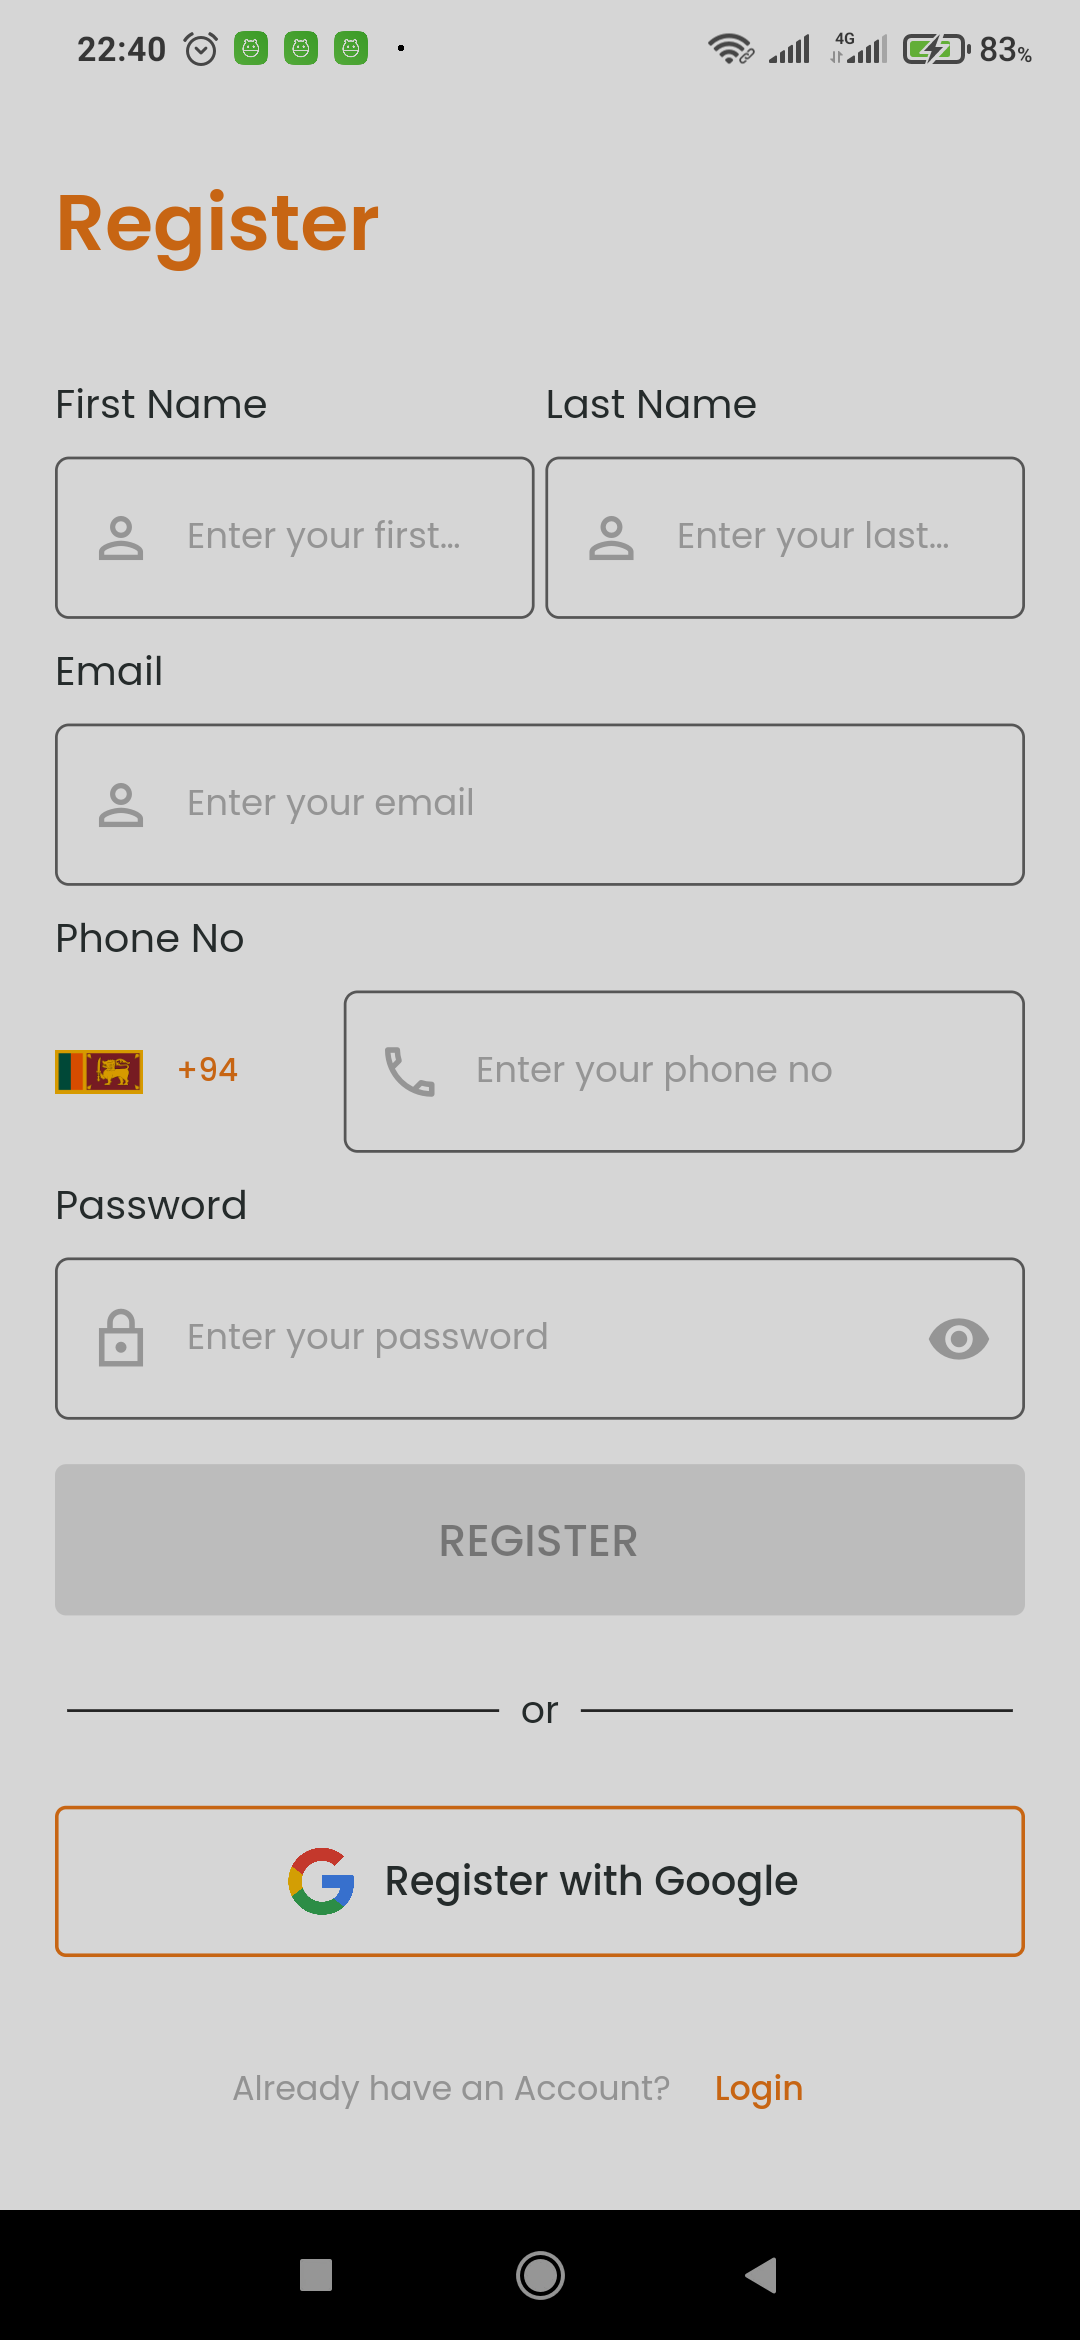 22:40 4G 83%
Register
First Name Last Name
Enter your first... Enter your last...
Email
Enter your email
Phone No
+94 Enter your phone no
Password
Enter your password
REGISTER
or
Register with Google
Already have an Account? Login